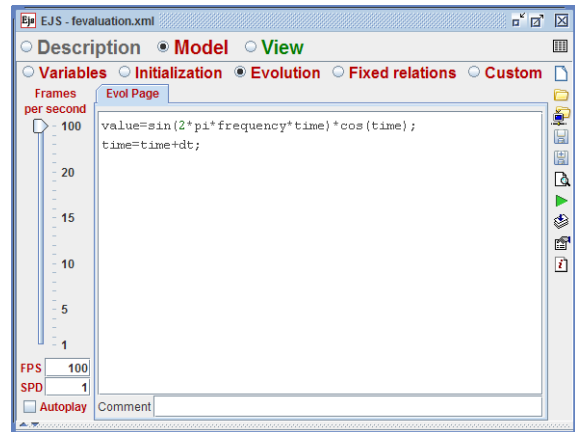 Ejs EJS - fevaluation.xml
Description Model View
Variables Initialization Evolution Fixed relations Custom
Frames
per second
Evol Page
100
20
15
10
5
1
value=sin(2*pi*frequency*time)*cos(time);
time=time+dt;
FPS 100
SPD 1
Autoplay Comment